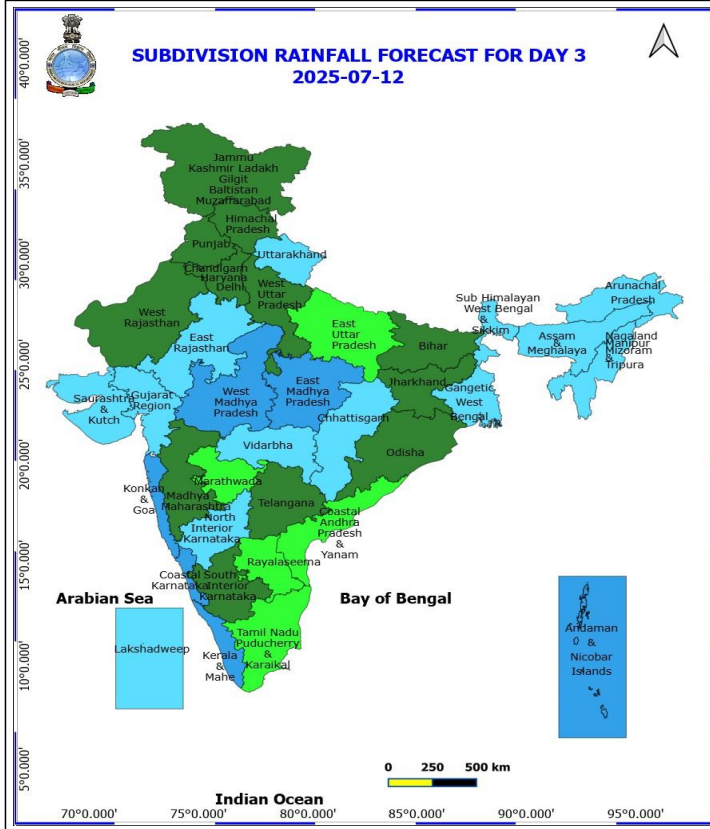 SUBDIVISION RAINFALL FORECAST FOR DAY 3
2025-07-12
40°0.000'
35°0.000'
30°0.000'
25°0.000'
20°0.000'
15°0.000'
10°0.000'
5°0.000'
Jammu
Kashmir Ladakh
Gilgit
Baltistan
Muzaffarabad
Himachal
Pradesh
Punjab
Uttarakhand
Chandigarh
Haryana
Delhi
West
Uttar
Pradesh
West
Rajasthan
East
Rajasthan
East
Uttar
Pradesh
Bihar
Sub Himalayan
West Bengal
&
Sikkim
Arunachal
Pradesh
Assam
&
Meghalaya
Nagaland
Manipur
Mizoram
&
Tripura
Saurashtra
&
Kutch
Gujarat
Region
West
Madhya
Pradesh
East
Madhya
Pradesh
Jharkhand
Gangetic
West
Bengal
Chhattisgarh
Vidarbha
Odisha
Konkan
&
Goa
Madhya
Maharashtra
Marathwada
Telangana
North
Interior
Karnataka
Coastal
Andhra
Pradesh
&
Yanam
Rayalaseema
Coastal
Karnataka
South
Interior
Karnataka
Arabian Sea
Bay of Bengal
Lakshadweep
Kerala
&
Mahe
Tamil Nadu
Puducherry
&
Karaikal
Andaman
&
Nicobar
Islands
0 250 500 km
Indian Ocean
70°0.000' 75°0.000' 80°0.000' 85°0.000' 90°0.000' 95°0.000'